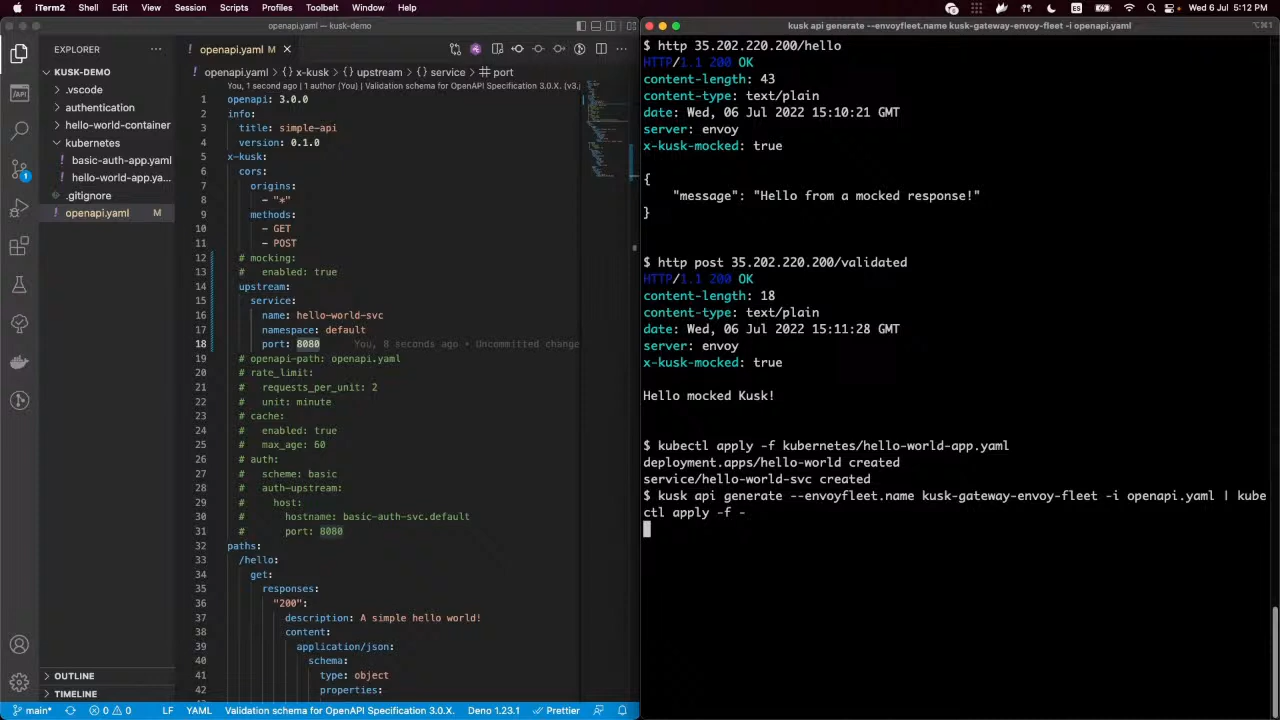 iTerm2 Shell Edit View Session Scripts Profiles Toolbelt Window Help
ES
Wed 6 Jul 5:12 PM
openapi.yaml — kusk-demo
EXPLORER
KUSK-DEMO
.vscode
authentication
hello-world-container
kubernetes
basic-auth-app.yaml
hello-world-app.ya...
.gitignore
openapi.yaml M
1
OUTLINE
TIMELINE
openapi.yaml M
openapi.yaml > {} x-kusk > {} upstream > {} service > # port
You, 1 second ago | 1 author (You) | Validation schema for OpenAPI Specification 3.0.X. (v3.
1 openapi: 3.0.0
2 info:
3 title: simple-api
4 version: 0.1.0
5 x-kusk:
6 cors:
7 origins:
8 - "*"
9 methods:
10 - GET
11 - POST
12 # mocking:
13 # enabled: true
14 upstream:
15 service:
16 name: hello-world-svc
17 namespace: default
18 port: 8080 You, 8 seconds ago • Uncommitted change
19 # openapi-path: openapi.yaml
20 # rate_limit:
21 # requests_per_unit: 2
22 # unit: minute
23 # cache:
24 # enabled: true
25 # max_age: 60
26 # auth:
27 # scheme: basic
28 # auth-upstream:
29 # host:
30 # hostname: basic-auth-svc.default
31 # port: 8080
32 paths:
33 /hello:
34 get:
35 responses:
36 "200":
37 description: A simple hello world!
38 content:
39 application/json:
40 schema:
41 type: object
42 properties:
main* 0 0 LF YAML Validation schema for OpenAPI Specification 3.0.X. Deno 1.23.1 Prettier
kusk api generate --envoyfleet.name kusk-gateway-envoy-fleet -i openapi.yaml
⌥⌘1
$ http 35.202.220.200/hello
HTTP/1.1 200 OK
content-length: 43
content-type: text/plain
date: Wed, 06 Jul 2022 15:10:21 GMT
server: envoy
x-kusk-mocked: true
{
"message": "Hello from a mocked response!"
}
$ http post 35.202.220.200/validated
HTTP/1.1 200 OK
content-length: 18
content-type: text/plain
date: Wed, 06 Jul 2022 15:11:28 GMT
server: envoy
x-kusk-mocked: true
Hello mocked Kusk!
$ kubectl apply -f kubernetes/hello-world-app.yaml
deployment.apps/hello-world created
service/hello-world-svc created
$ kusk api generate --envoyfleet.name kusk-gateway-envoy-fleet -i openapi.yaml | kube
ctl apply -f -